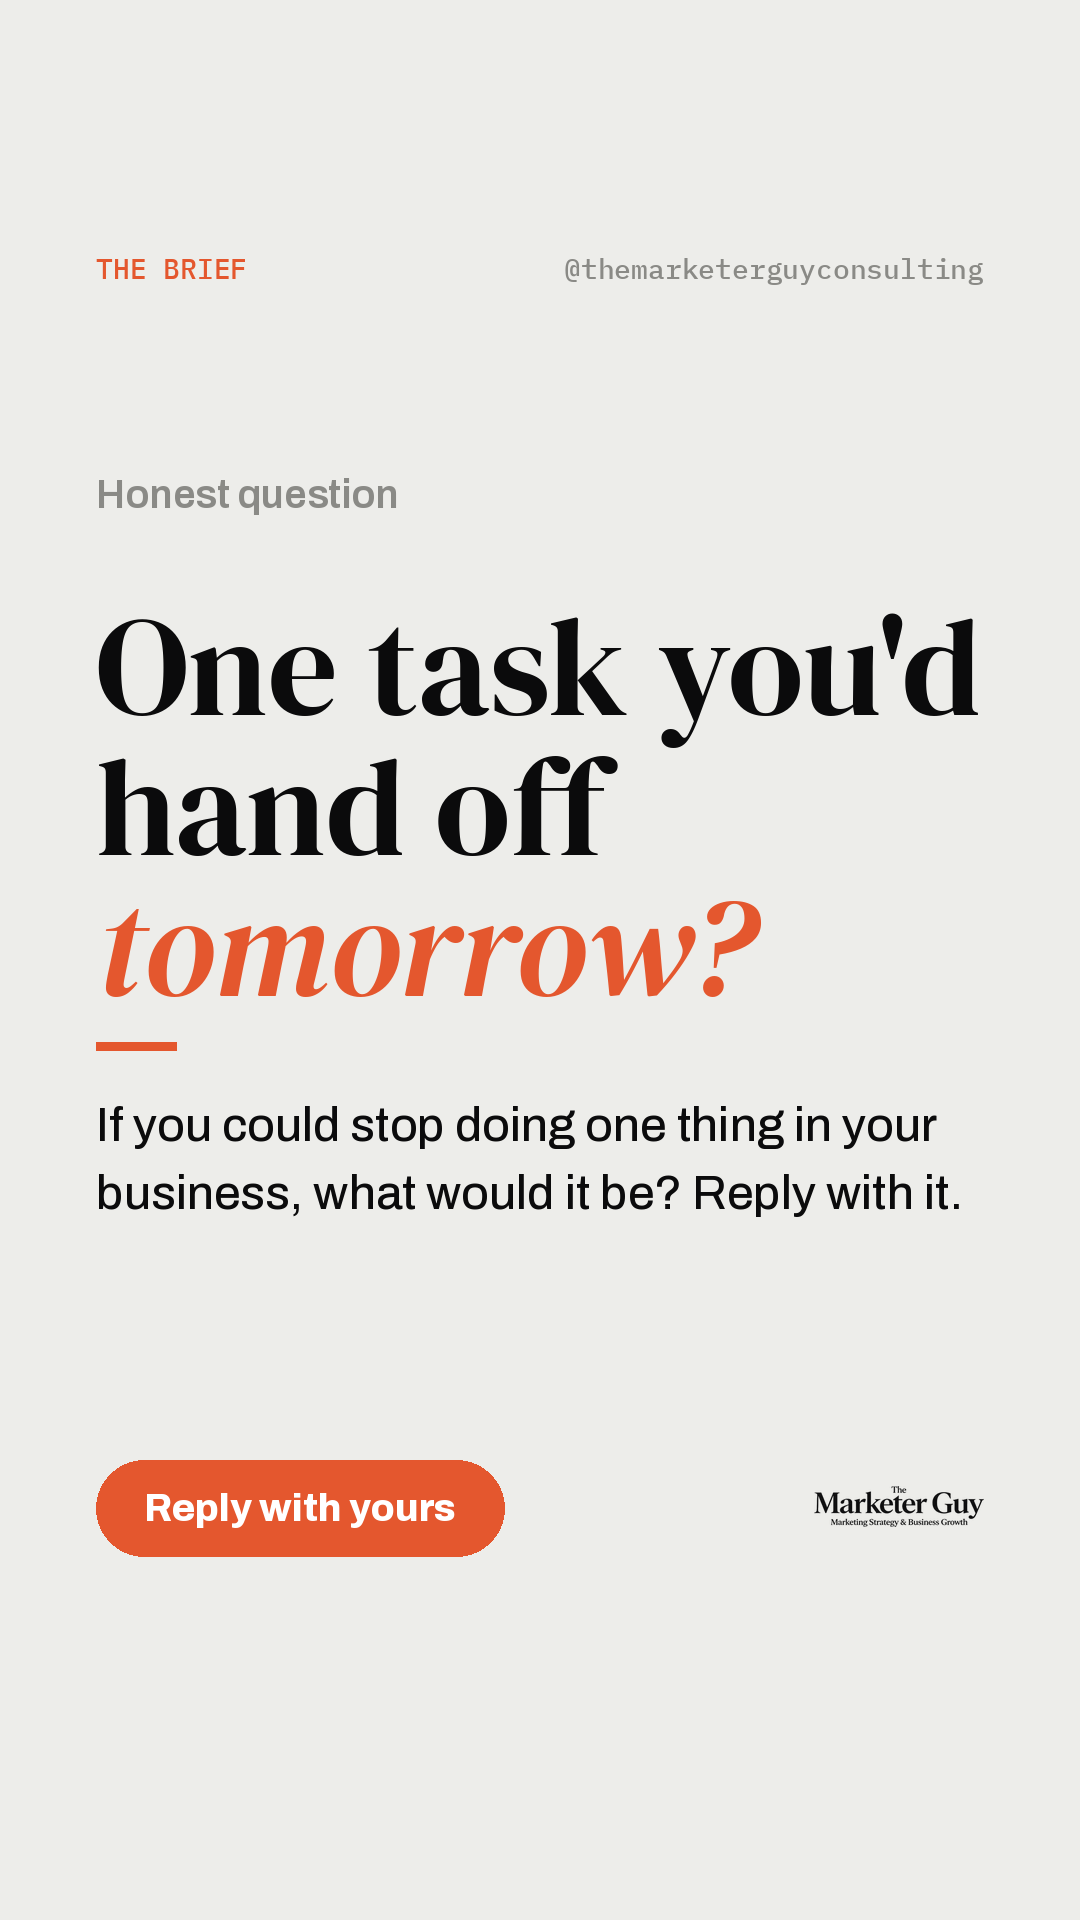 THE BRIEF
@themarketerguyconsulting
Honest question
One task you'd
hand off
tomorrow?
If you could stop doing one thing in your
business, what would it be? Reply with it.
Reply with yours
The
Marketer Guy
Marketing Strategy & Business Growth